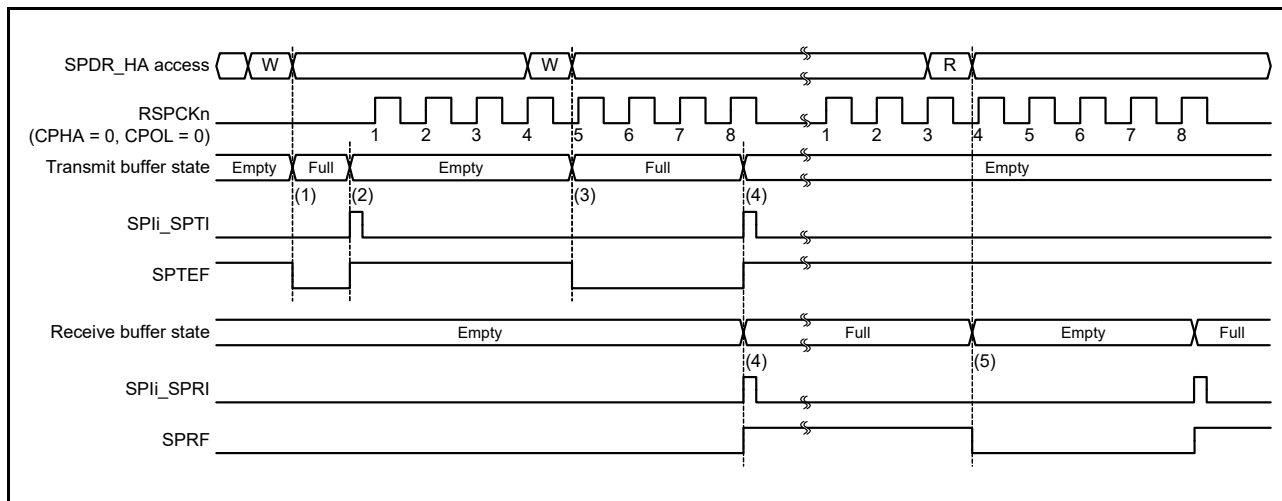 SPDR_HA access W W R
RSPCKn
(CPHA = 0, CPOL = 0)
1 2 3 4 5 6 7 8 1 2 3 4 5 6 7 8
Transmit buffer state Empty Full Empty Full Empty
(1) (2) (3) (4)
SPIi_SPTI
SPTEF
Receive buffer state Empty Full Empty Full
(4) (5)
SPIi_SPRI
SPRF